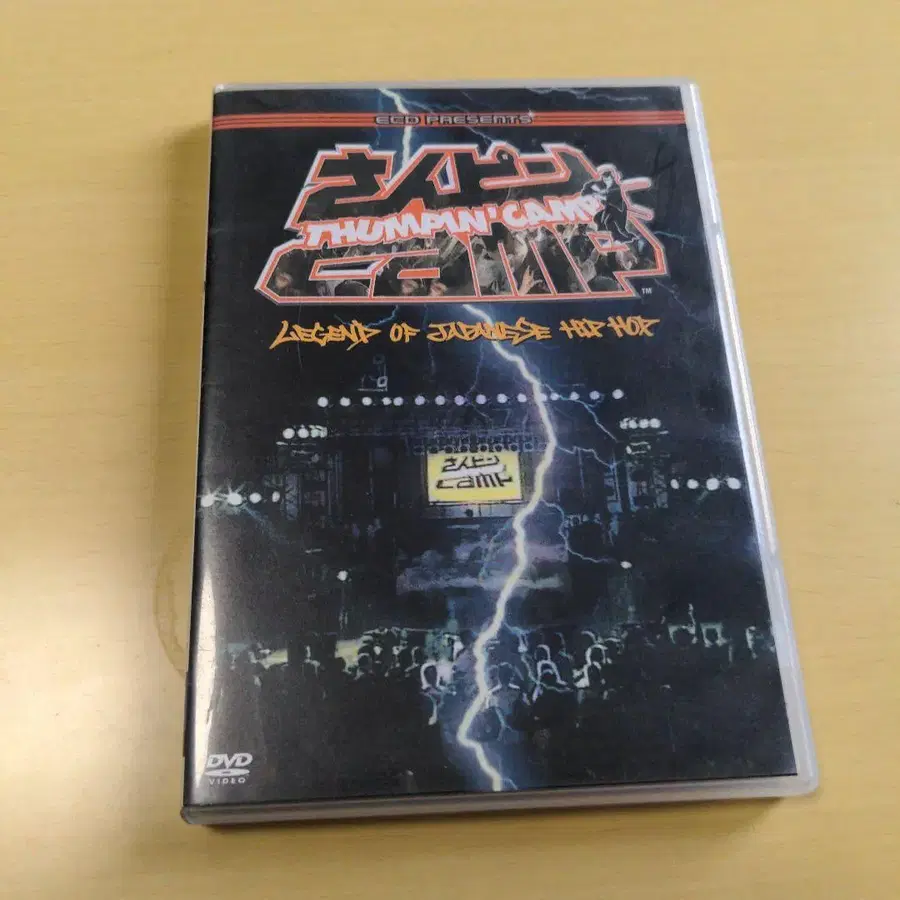 ECD PRESENTS
さんピン
THUMPIN' CAMP
CAMP
TM
LEGEND OF JAPANESE HIP HOP
さんピン
CAMP
DVD
VIDEO